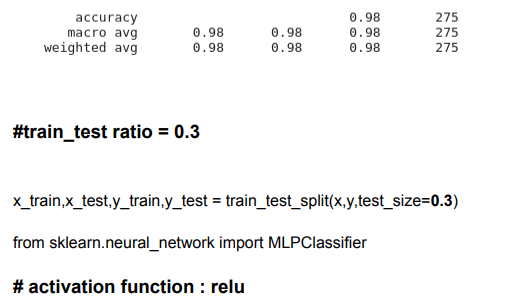 accuracy 0.98 275
macro avg 0.98 0.98 0.98 275
weighted avg 0.98 0.98 0.98 275
#train_test ratio = 0.3
x_train,x_test,y_train,y_test = train_test_split(x,y,test_size=0.3)
from sklearn.neural_network import MLPClassifier
# activation function : relu